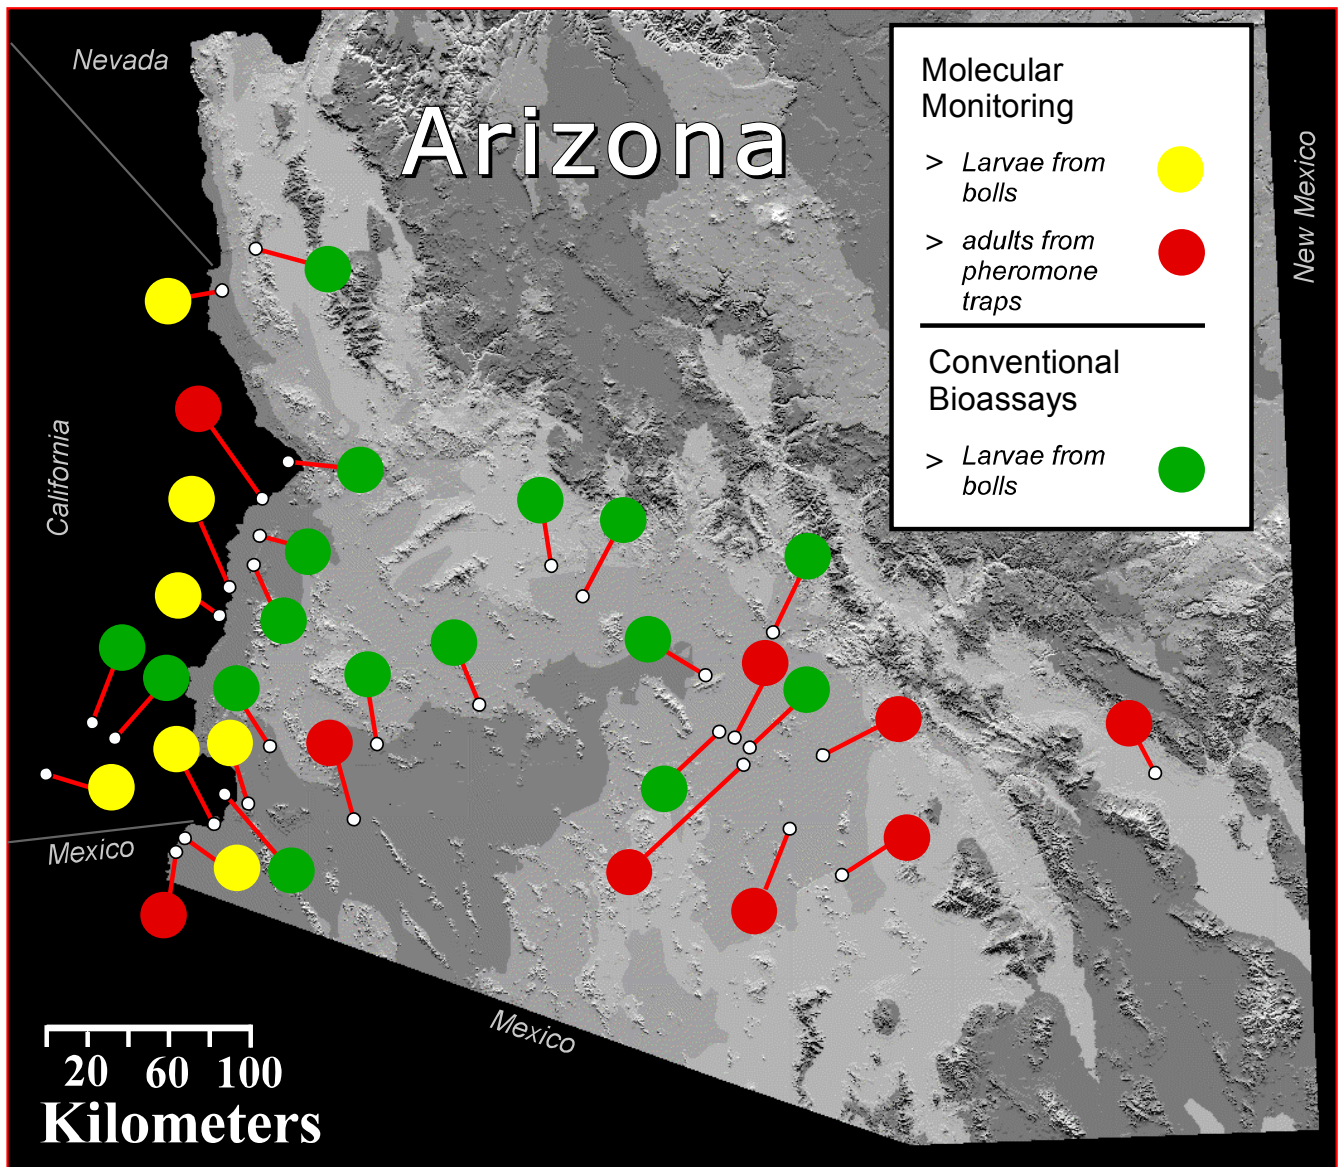 Nevada
Arizona
Molecular
Monitoring
> Larvae from
bolls
> adults from
pheromone
traps
Conventional
Bioassays
> Larvae from
bolls
New Mexico
California
Mexico
Mexico
20 60 100
Kilometers